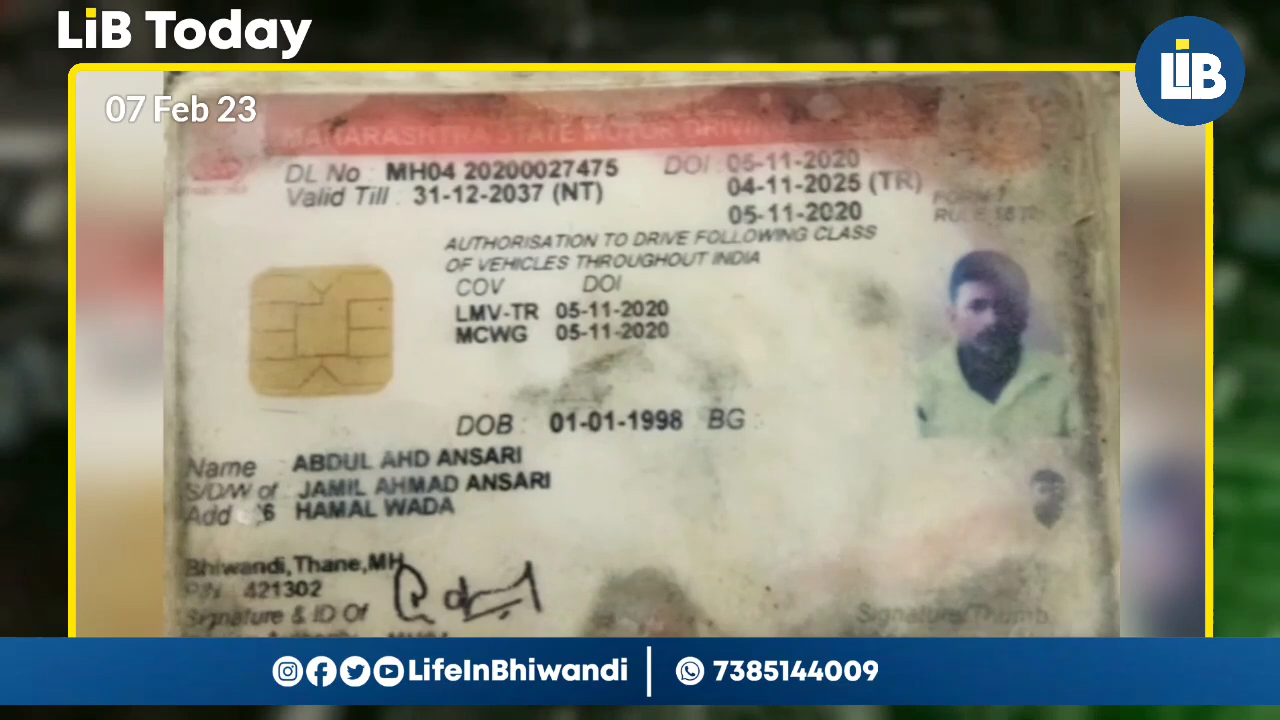 LiB Today
LiB
07 Feb 23
MAHARASHTRA STATE MOTOR DRIVING
DL No : MH04 20200027475 DOI : 05-11-2020
Valid Till : 31-12-2037 (NT) 04-11-2025 (TR)
05-11-2020
FORM 7
RULE 16
AUTHORISATION TO DRIVE FOLLOWING CLASS
OF VEHICLES THROUGHOUT INDIA
COV DOI
LMV-TR 05-11-2020
MCWG 05-11-2020
DOB : 01-01-1998 BG :
Name : ABDUL AHD ANSARI
S/D/W of : JAMIL AHMAD ANSARI
Add 6 HAMAL WADA
Bhiwandi,Thane,MH
PIN : 421302
Signature & ID Of
Signature/Thumb
LifeInBhiwandi | 7385144009